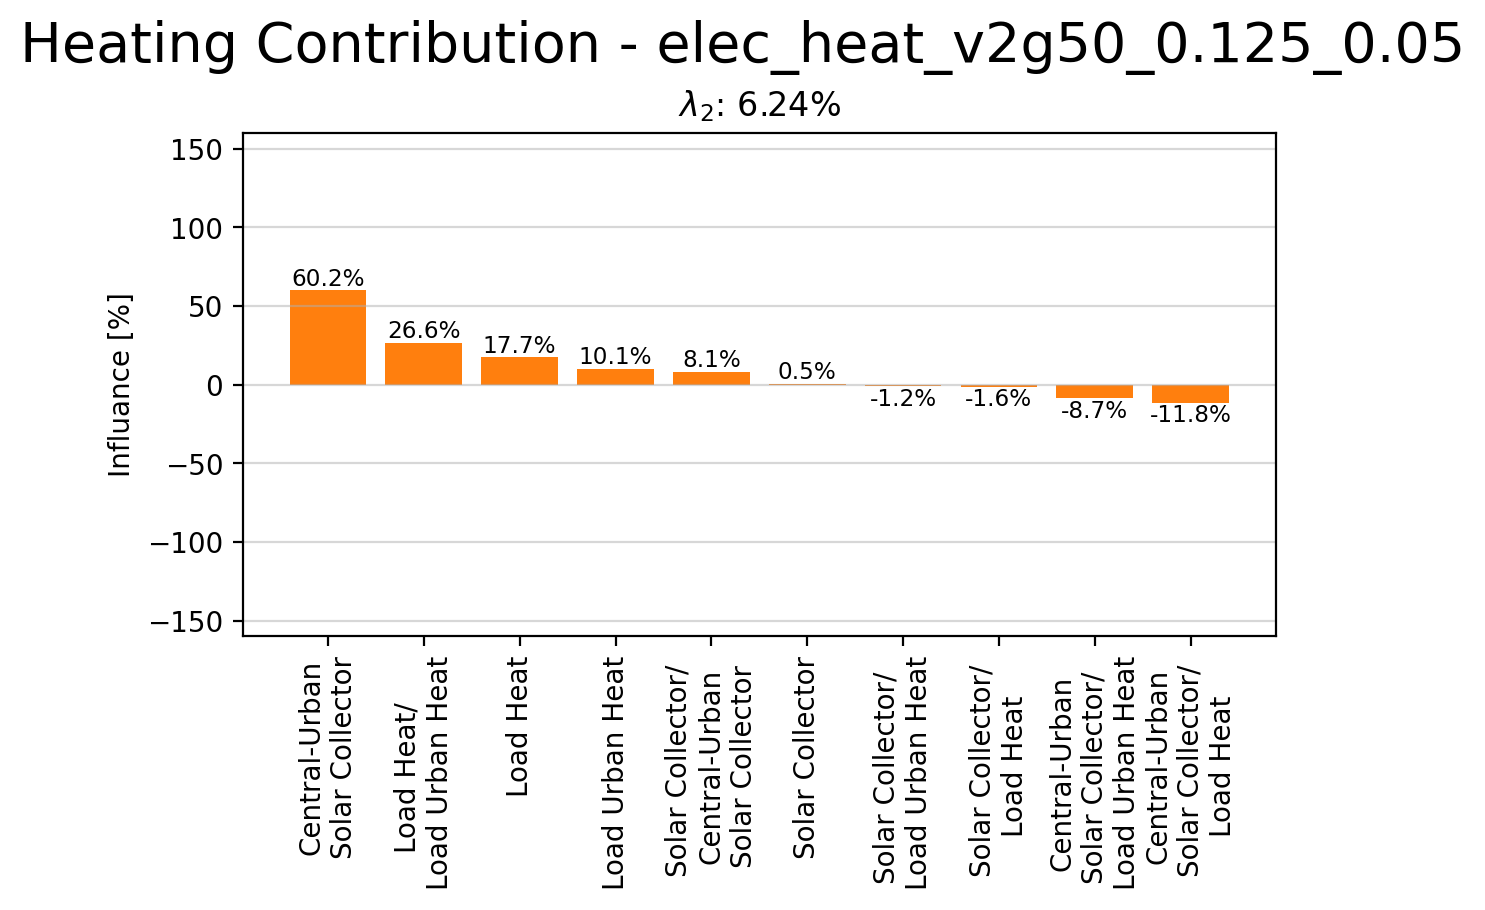 Heating Contribution - elec_heat_v2g50_0.125_0.05
λ₂: 6.24%
Influance [%]
150
100
50
0
−50
−100
−150
60.2%
26.6%
17.7%
10.1%
8.1%
0.5%
-1.2%
-1.6%
-8.7%
-11.8%
Central-Urban
Solar Collector
Load Heat/
Load Urban Heat
Load Heat
Load Urban Heat
Solar Collector/
Central-Urban
Solar Collector
Solar Collector
Solar Collector/
Load Urban Heat
Solar Collector/
Load Heat
Central-Urban
Solar Collector/
Load Urban Heat
Central-Urban
Solar Collector/
Load Heat